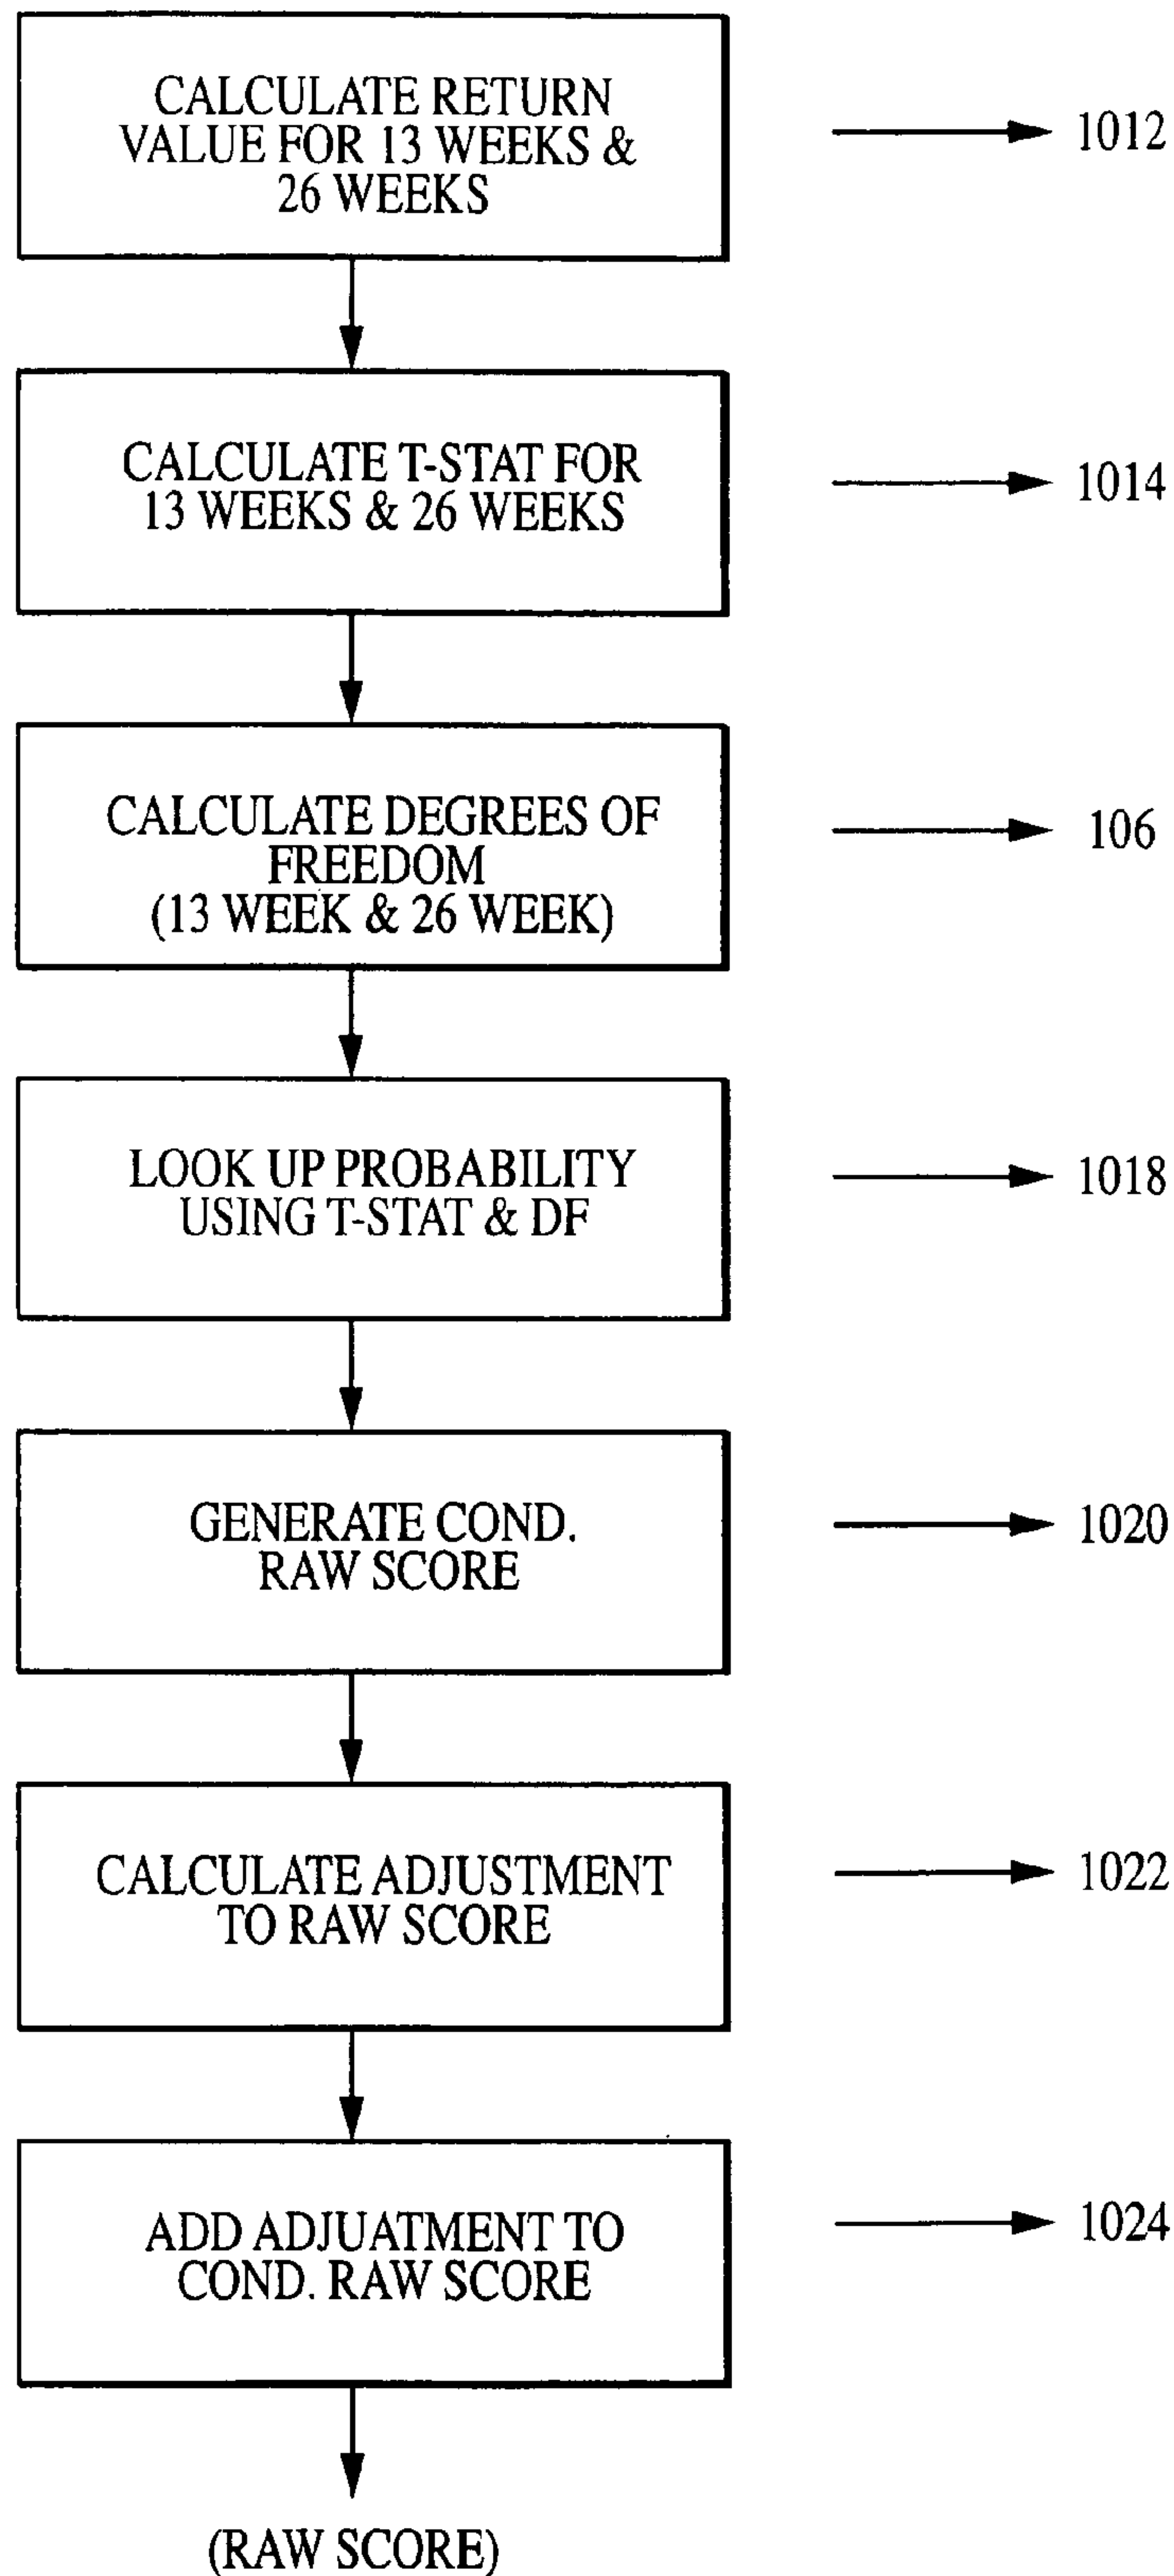 CALCULATE RETURN
VALUE FOR 13 WEEKS &
26 WEEKS
1012
CALCULATE T-STAT FOR
13 WEEKS & 26 WEEKS
1014
CALCULATE DEGREES OF
FREEDOM
(13 WEEK & 26 WEEK)
106
LOOK UP PROBABILITY
USING T-STAT & DF
1018
GENERATE COND.
RAW SCORE
1020
CALCULATE ADJUSTMENT
TO RAW SCORE
1022
ADD ADJUATMENT TO
COND. RAW SCORE
1024
(RAW SCORE)